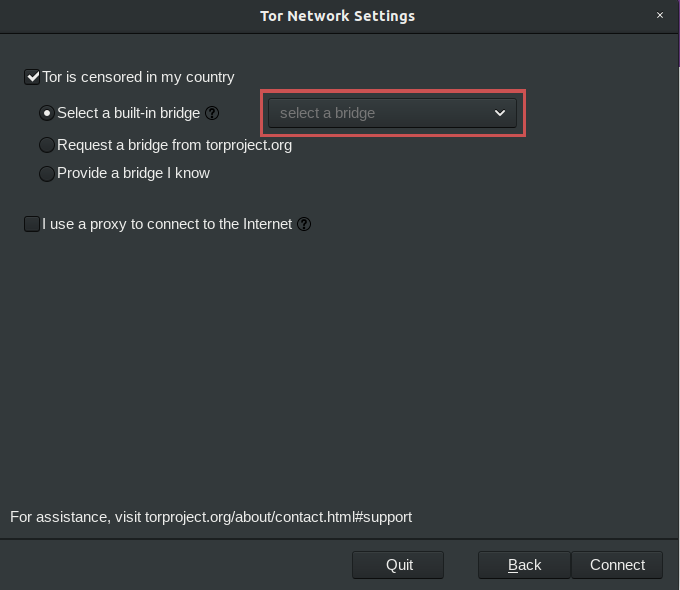 Tor Network Settings
Tor is censored in my country
Select a built-in bridge ? select a bridge
Request a bridge from torproject.org
Provide a bridge I know
I use a proxy to connect to the Internet ?
For assistance, visit torproject.org/about/contact.html#support
Quit Back Connect